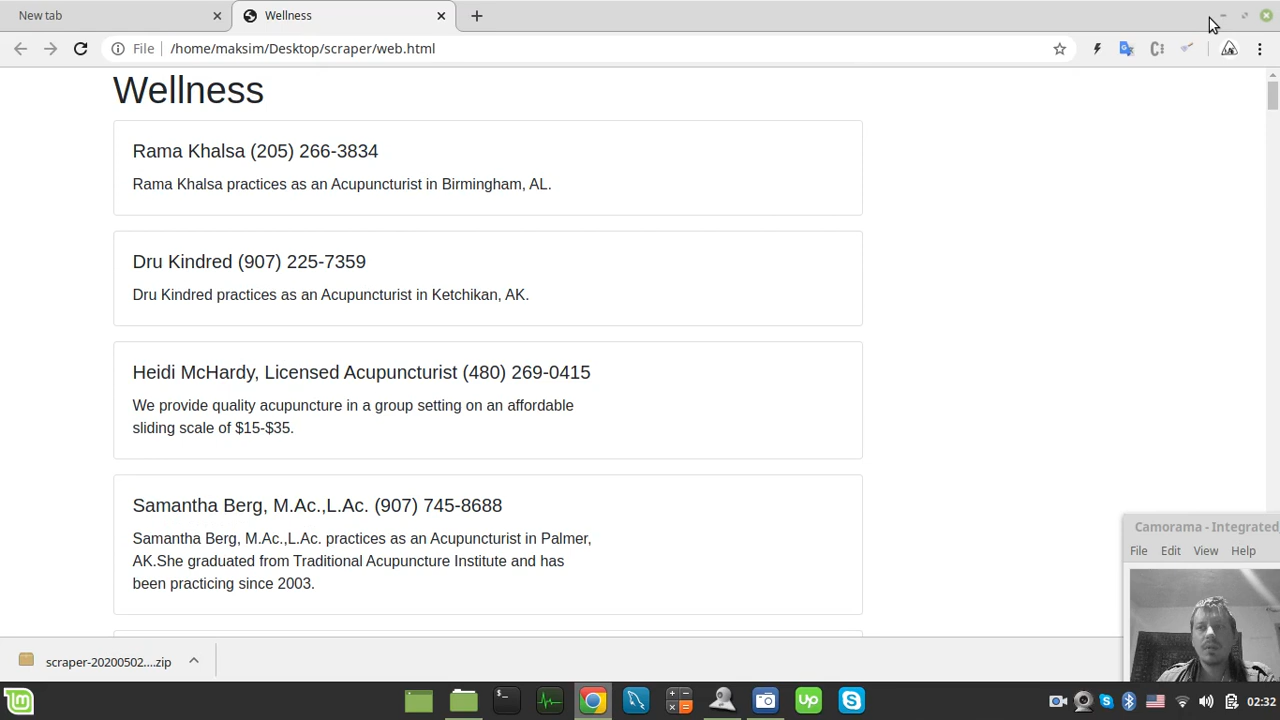 New tab
Wellness
File
/home/maksim/Desktop/scraper/web.html
Wellness
Rama Khalsa (205) 266-3834
Rama Khalsa practices as an Acupuncturist in Birmingham, AL.
Dru Kindred (907) 225-7359
Dru Kindred practices as an Acupuncturist in Ketchikan, AK.
Heidi McHardy, Licensed Acupuncturist (480) 269-0415
We provide quality acupuncture in a group setting on an affordable
sliding scale of $15-$35.
Samantha Berg, M.Ac.,L.Ac. (907) 745-8688
Samantha Berg, M.Ac.,L.Ac. practices as an Acupuncturist in Palmer,
AK.She graduated from Traditional Acupuncture Institute and has
been practicing since 2003.
Camorama - Integrated
File Edit View Help
scraper-20200502....zip
Up
02:32